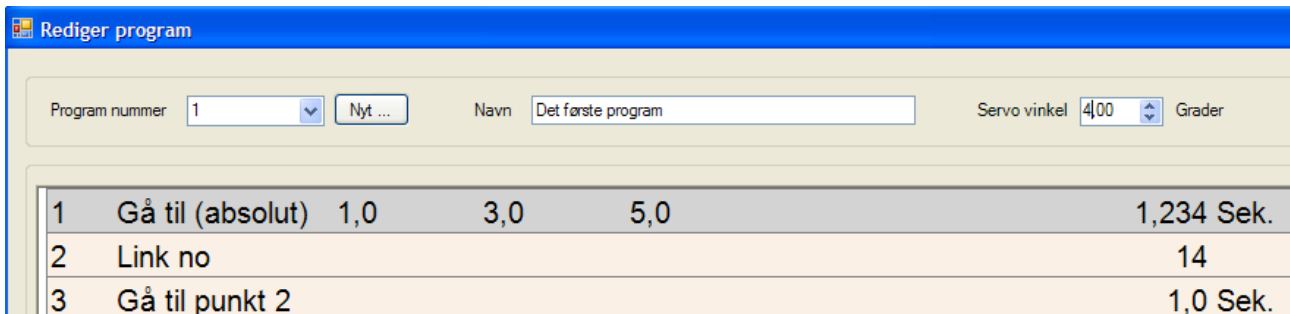 Rediger program
Program nummer 1 Nyt ... Navn Det første program Servo vinkel 4,00 Grader
1 Gå til (absolut) 1,0 3,0 5,0 1,234 Sek.
2 Link no 14
3 Gå til punkt 2 1,0 Sek.